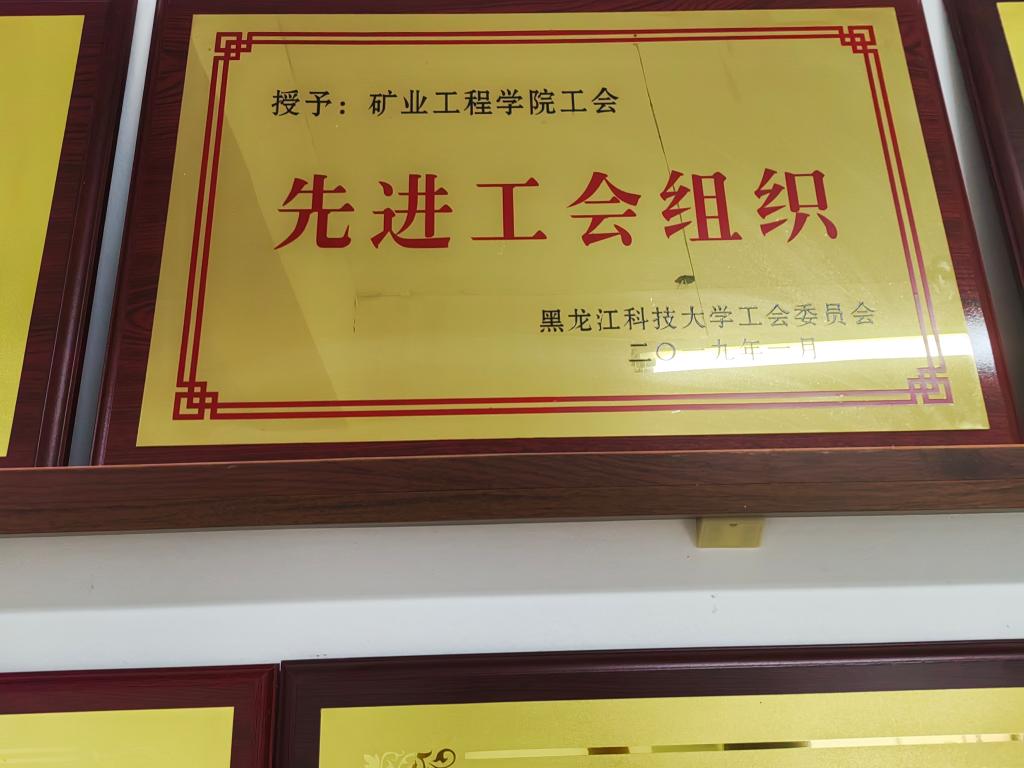 授予：矿业工程学院工会
先进工会组织
黑龙江科技大学工会委员会
二〇一九年一月